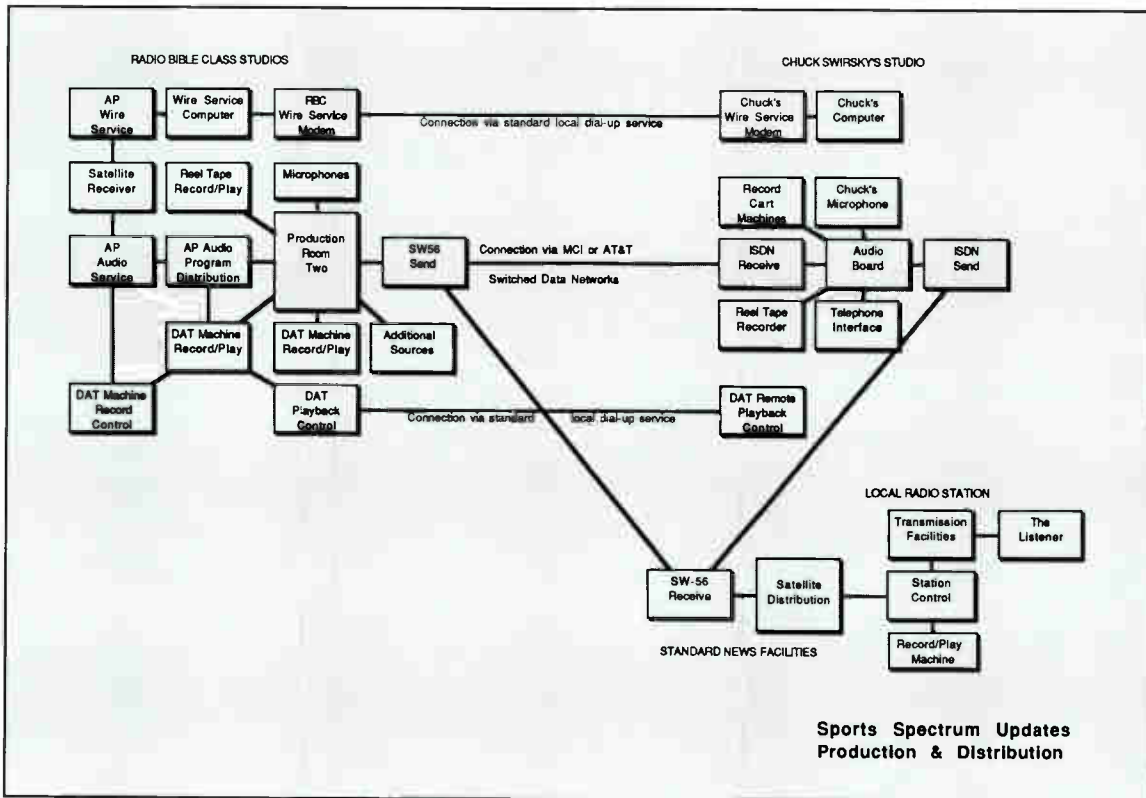 RADIO BIBLE CLASS STUDIOS
CHUCK SWIRSKY'S STUDIO
AP
Wire
Service
Wire Service
Computer
RBC
Wire Service
Modem
Connection via standard local dial-up service
Chuck's
Wire Service
Modem
Chuck's
Computer
Satellite
Receiver
Reel Tape
Record/Play
Microphones
Record
Cart
Machines
Chuck's
Microphone
AP
Audio
Service
AP Audio
Program
Distribution
Production
Room
Two
SW56
Send
Connection via MCI or AT&T
Switched Data Networks
ISDN
Receive
Audio
Board
ISDN
Send
DAT Machine
Record/Play
DAT Machine
Record/Play
Additional
Sources
Reel Tape
Recorder
Telephone
Interface
DAT Machine
Record
Control
DAT
Playback
Control
Connection via standard local dial-up service
DAT Remote
Playback
Control
LOCAL RADIO STATION
Transmission
Facilities
The
Listener
SW-56
Receive
Satellite
Distribution
Station
Control
Record/Play
Machine
STANDARD NEWS FACILITIES
Sports Spectrum Updates
Production & Distribution